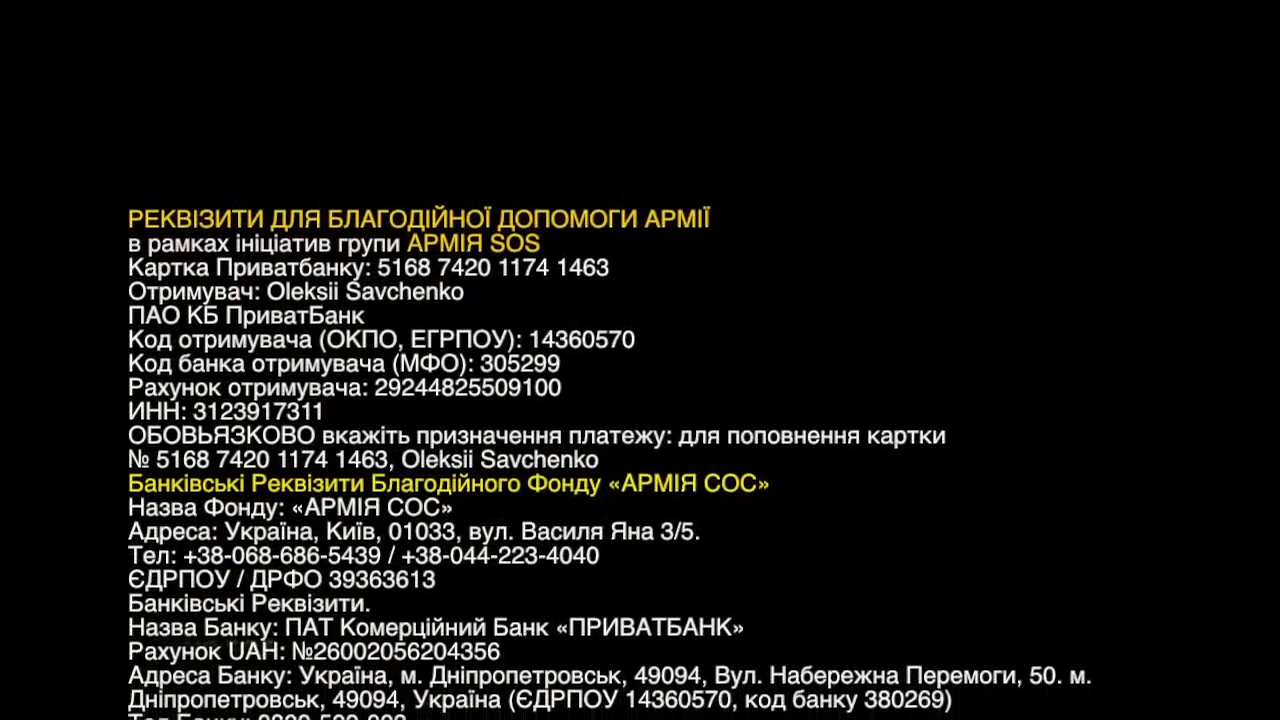 РЕКВІЗИТИ ДЛЯ БЛАГОДІЙНОЇ ДОПОМОГИ АРМІЇ
в рамках ініціатив групи АРМІЯ SOS
Картка Приватбанку: 5168 7420 1174 1463
Отримувач: Oleksii Savchenko
ПАО КБ ПриватБанк
Код отримувача (ОКПО, ЕГРПОУ): 14360570
Код банка отримувача (МФО): 305299
Рахунок отримувача: 29244825509100
ИНН: 3123917311
ОБОВЬЯЗКОВО вкажіть призначення платежу: для поповнення картки
№ 5168 7420 1174 1463, Oleksii Savchenko
Банківські Реквізити Благодійного Фонду «АРМІЯ СОС»
Назва Фонду: «АРМІЯ СОС»
Адреса: Україна, Київ, 01033, вул. Василя Яна 3/5.
Тел: +38-068-686-5439 / +38-044-223-4040
ЄДРПОУ / ДРФО 39363613
Банківські Реквізити.
Назва Банку: ПАТ Комерційний Банк «ПРИВАТБАНК»
Рахунок UAH: №26002056204356
Адреса Банку: Україна, м. Дніпропетровськ, 49094, Вул. Набережна Перемоги, 50. м.
Дніпропетровськ, 49094, Україна (ЄДРПОУ 14360570, код банку 380269)